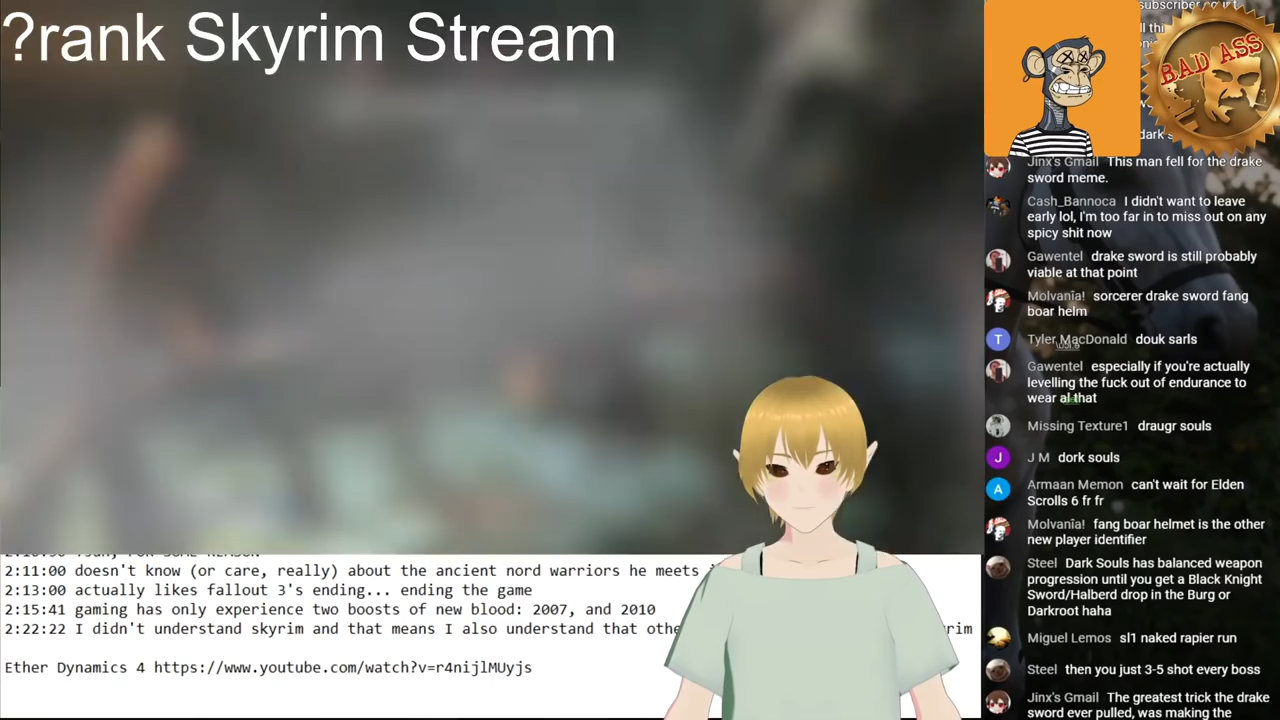 ?rank Skyrim Stream
BAD ASS
Jinx's Gmail This man fell for the drake
sword meme.
Cash_Bannoca I didn't want to leave
early lol, I'm too far in to miss out on any
spicy shit now
Gawentel drake sword is still probably
viable at that point
Molvanîa! sorcerer drake sword fang
boar helm
Tyler MacDonald douk sarls
Gawentel especially if you're actually
levelling the fuck out of endurance to
wear al that
Missing Texture1 draugr souls
J M dork souls
Armaan Memon can't wait for Elden
Scrolls 6 fr fr
Molvanîa! fang boar helmet is the other
new player identifier
Steel Dark Souls has balanced weapon
progression until you get a Black Knight
Sword/Halberd drop in the Burg or
Darkroot haha
Miguel Lemos sl1 naked rapier run
Steel then you just 3-5 shot every boss
Jinx's Gmail The greatest trick the drake
sword ever pulled, was making the
T
J
A
2:11:00 doesn't know (or care, really) about the ancient nord warriors he meets
2:13:00 actually likes fallout 3's ending... ending the game
2:15:41 gaming has only experience two boosts of new blood: 2007, and 2010
2:22:22 I didn't understand skyrim and that means I also understand that
Ether Dynamics 4 https://www.youtube.com/watch?v=r4nijlMUyjs